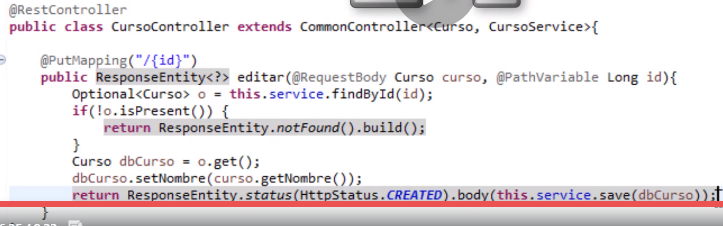 @RestController
public class CursoController extends CommonController<Curso, CursoService>{
@PutMapping("/{id}")
public ResponseEntity<?> editar(@RequestBody Curso curso, @PathVariable Long id){
Optional<Curso> o = this.service.findById(id);
if(!o.isPresent()) {
return ResponseEntity.notFound().build();
}
Curso dbCurso = o.get();
dbCurso.setNombre(curso.getNombre());
return ResponseEntity.status(HttpStatus.CREATED).body(this.service.save(dbCurso));
}